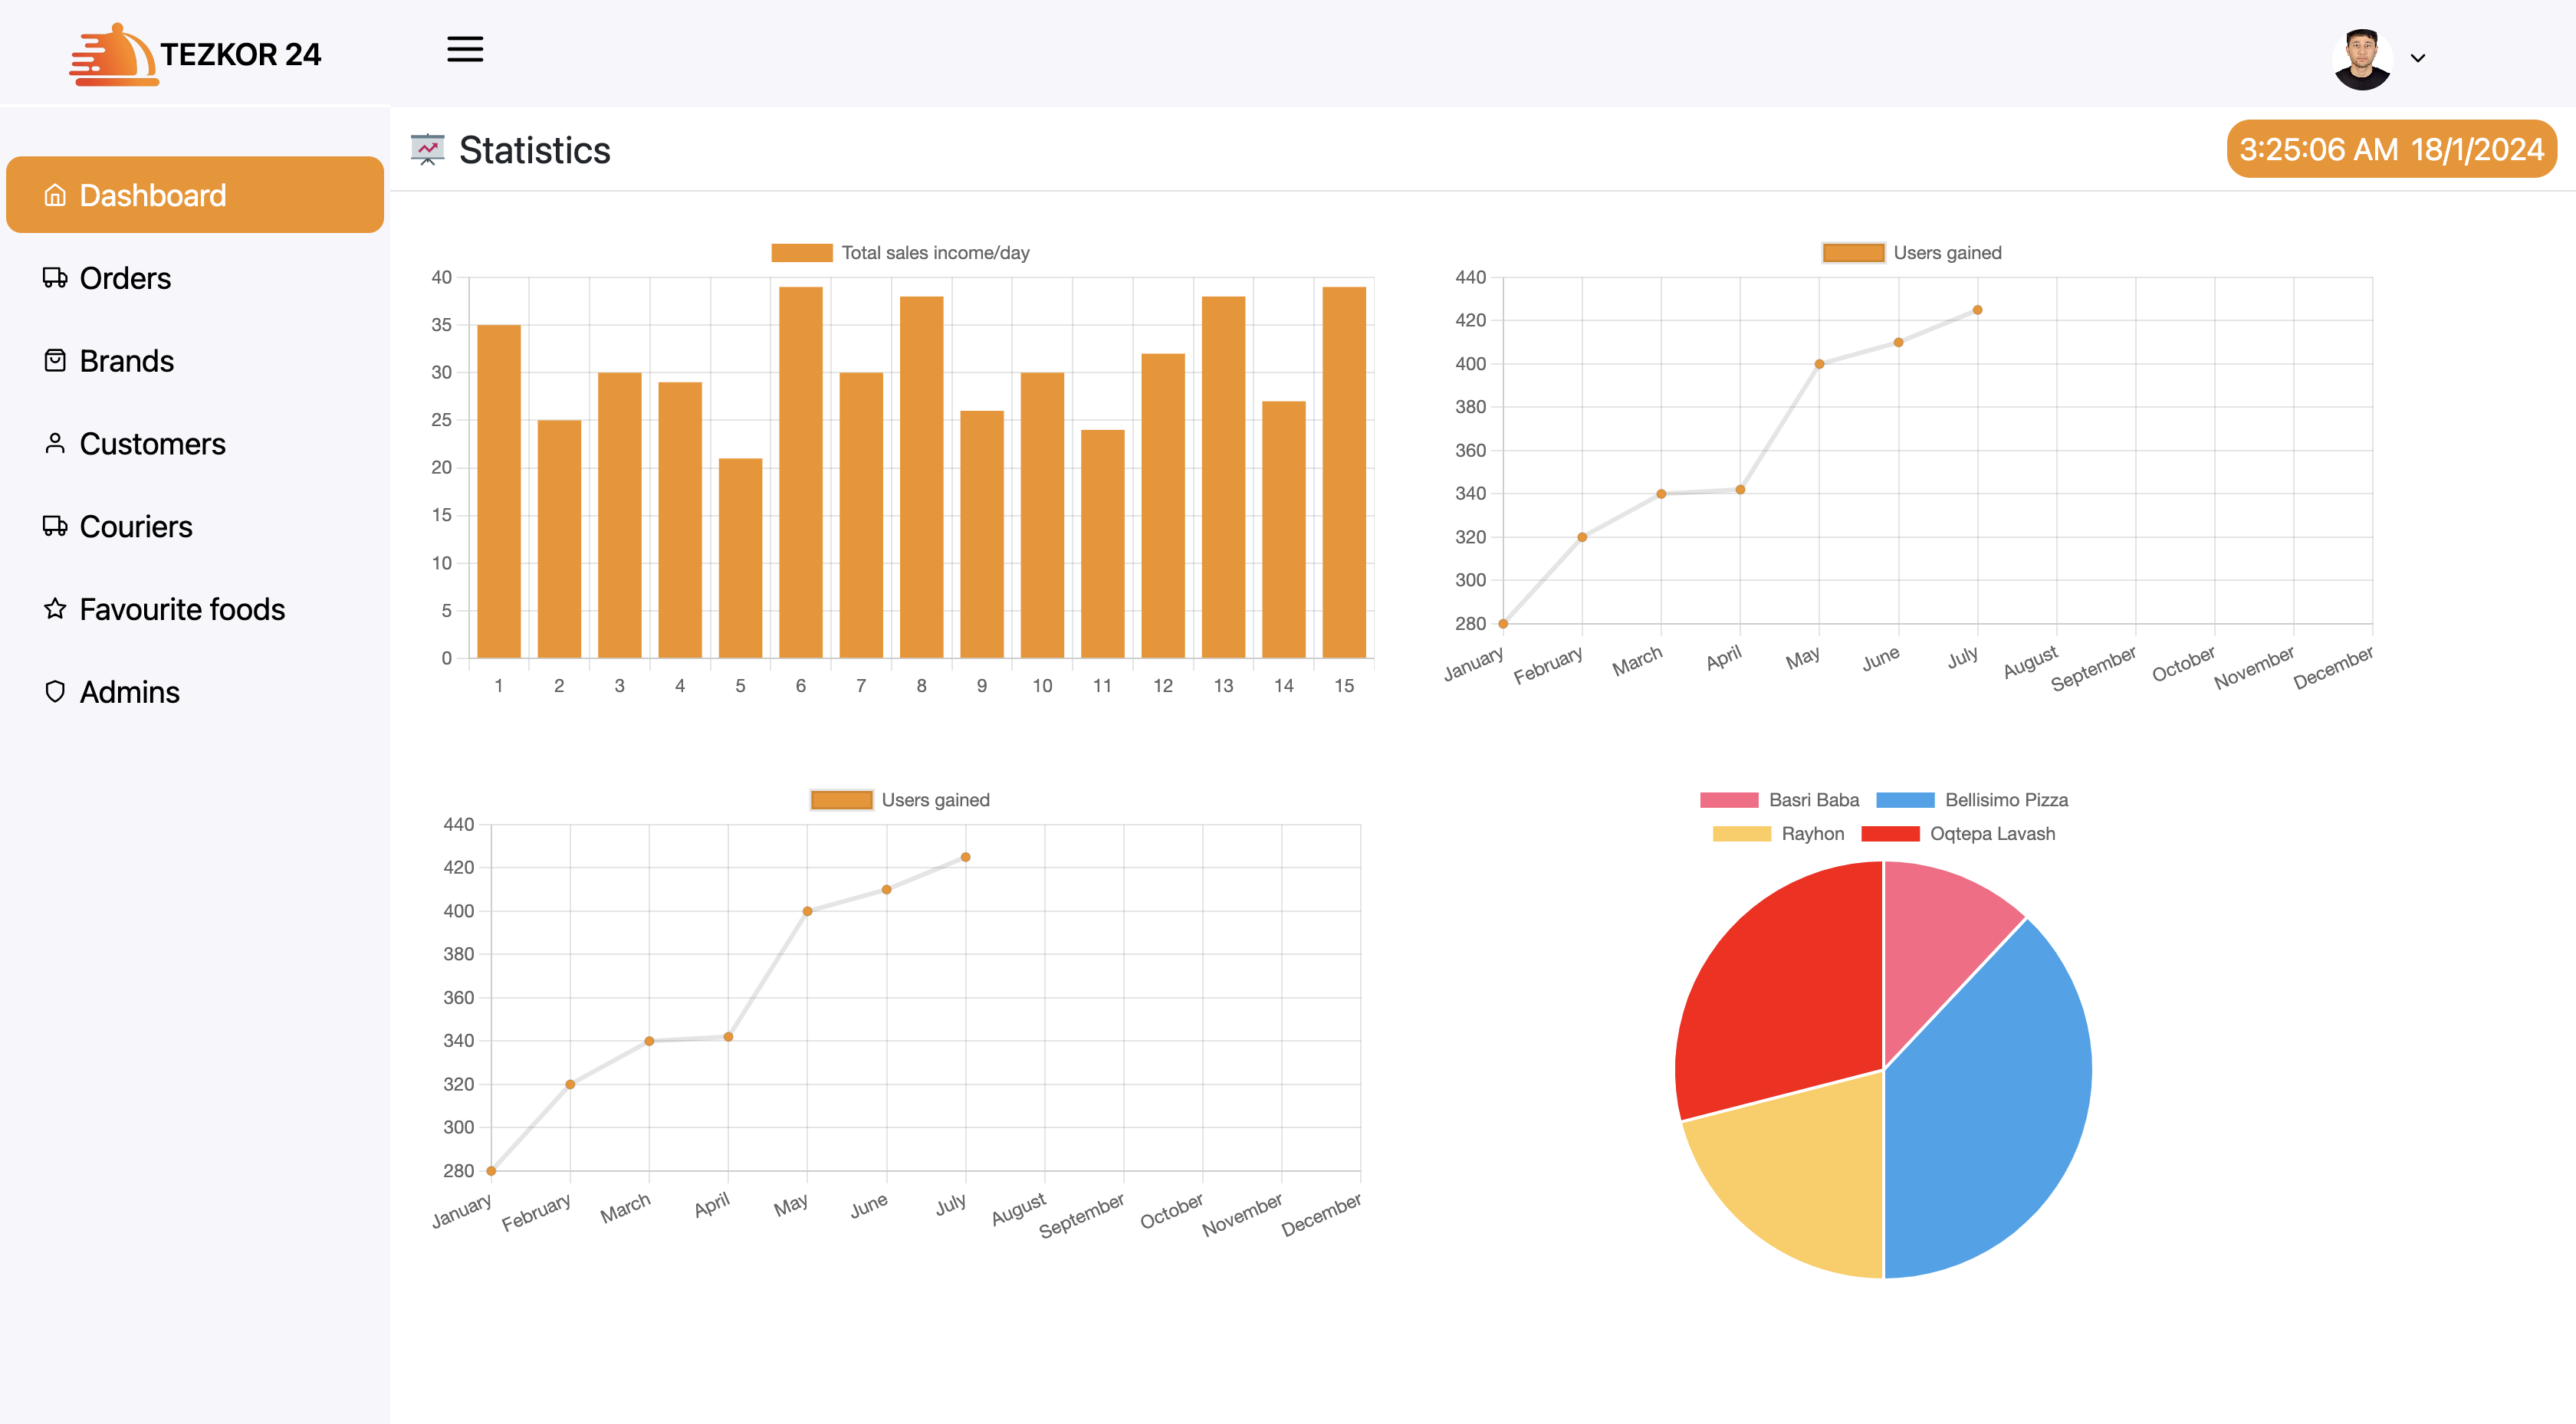 TEZKOR 24
Dashboard
Orders
Brands
Customers
Couriers
Favourite foods
Admins
Statistics
3:25:06 AM 18/1/2024
Total sales income/day
40
35
30
25
20
15
10
5
0
1 2 3 4 5 6 7 8 9 10 11 12 13 14 15
Users gained
440
420
400
380
360
340
320
300
280
January February March April May June July August September October November December
Users gained
440
420
400
380
360
340
320
300
280
January February March April May June July August September October November December
Basri Baba Bellisimo Pizza
Rayhon Oqtepa Lavash